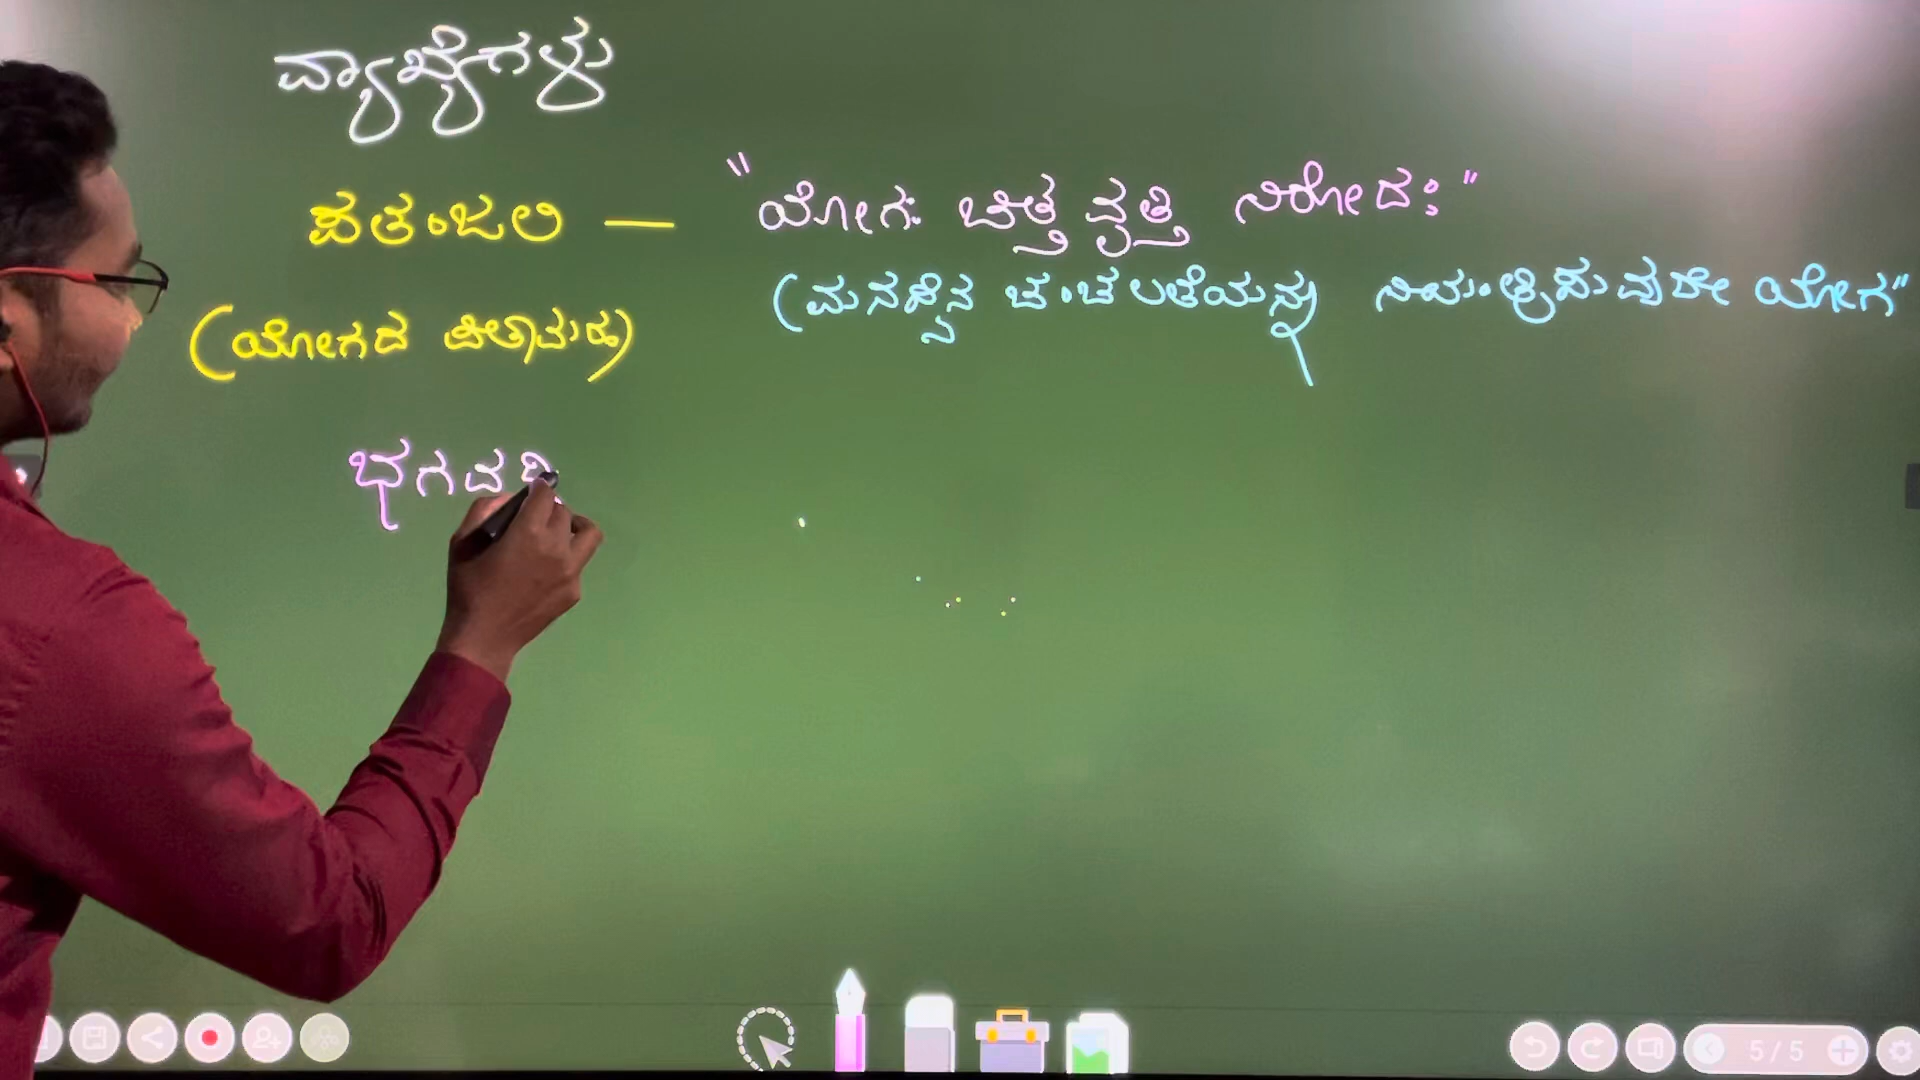 ವ್ಯಾಖ್ಯೆಗಳು
ಪತಂಜಲಿ — "ಯೋಗಃ ಚಿತ್ತ ವೃತ್ತಿ ನಿರೋದಃ"
(ಯೋಗದ ಪಿತಾಮಹ) (ಮನಸ್ಸಿನ ಚಂಚಲತೆಯನ್ನು ನಿಯಂತ್ರಿಸುವುದೇ ಯೋಗ"
ಭಗವದ್
5/5